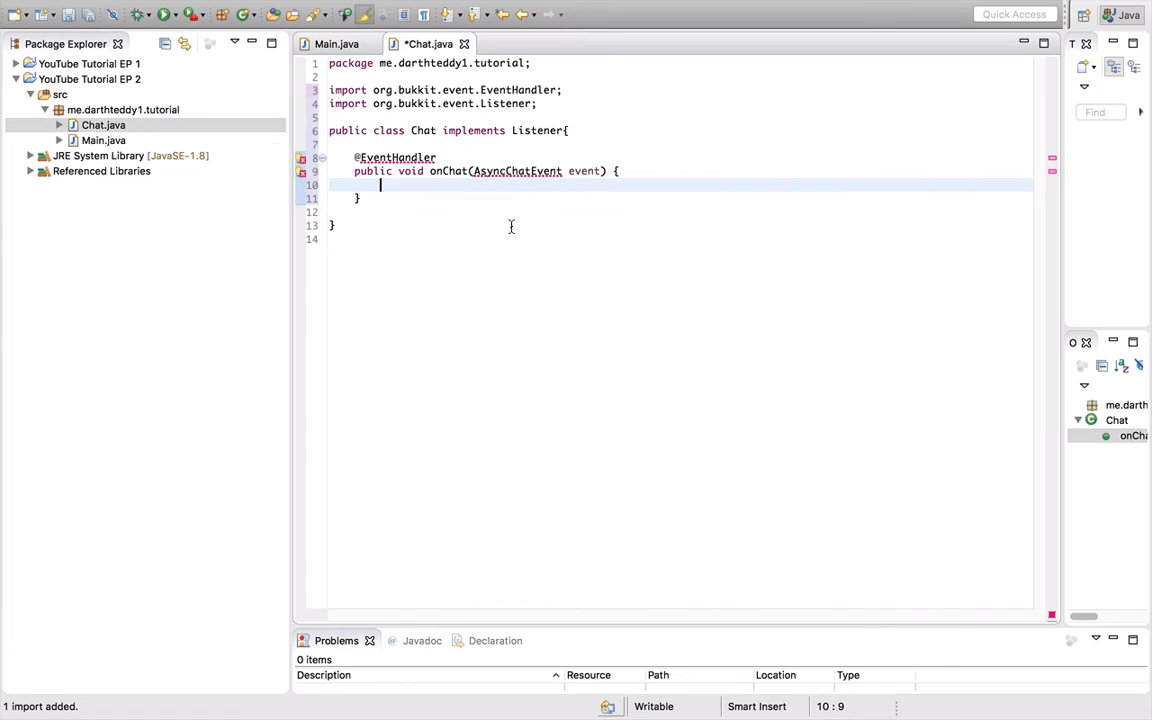 Quick Access
Java
Package Explorer
Main.java
*Chat.java
T
YouTube Tutorial EP 1
YouTube Tutorial EP 2
src
me.darthteddy1.tutorial
Chat.java
Main.java
JRE System Library [JavaSE-1.8]
Referenced Libraries
1 package me.darthteddy1.tutorial;
2
3 import org.bukkit.event.EventHandler;
4 import org.bukkit.event.Listener;
5
6 public class Chat implements Listener{
7
8 @EventHandler
9 public void onChat(AsyncChatEvent event) {
10
11 }
12
13 }
14
Find
O
me.darth
Chat
onCha
Problems
Javadoc
Declaration
0 items
Description Resource Path Location Type
1 import added.
Writable
Smart Insert
10 : 9